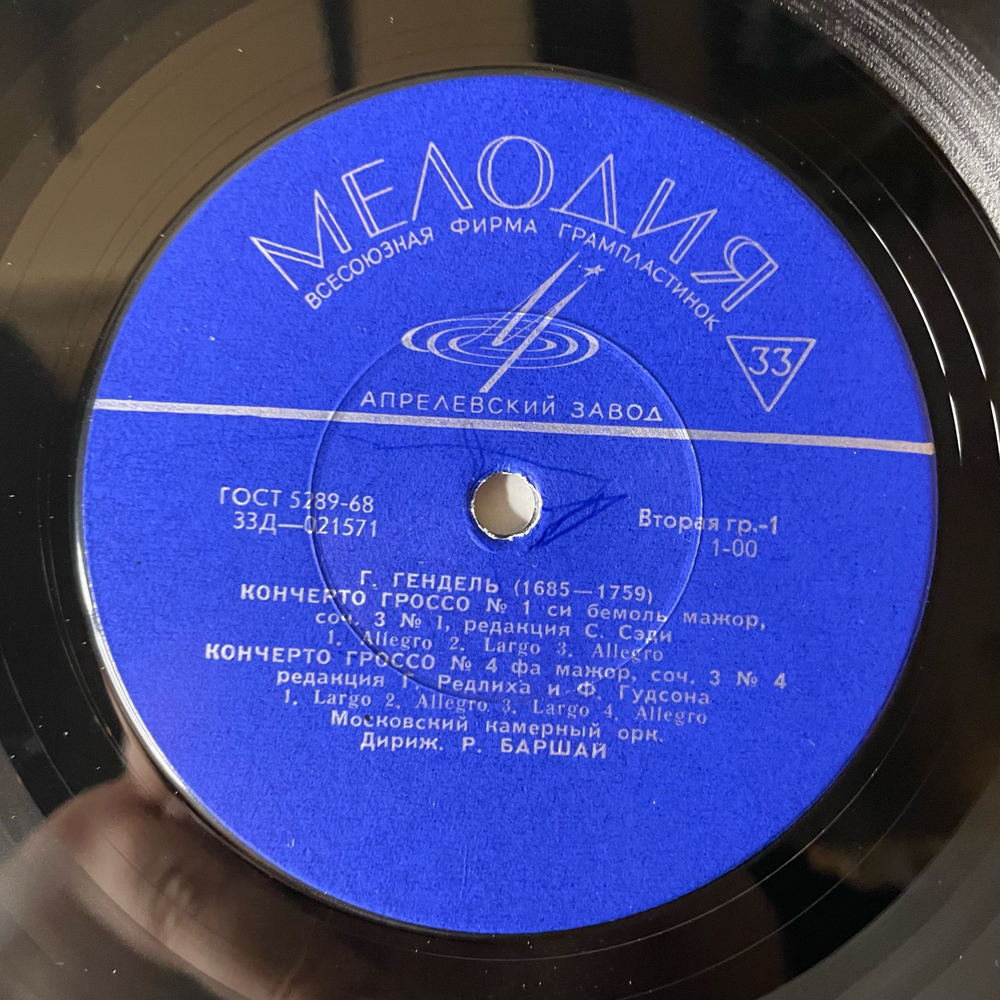 МЕЛОДИЯ
ВСЕСОЮЗНАЯ ФИРМА ГРАМПЛАСТИНОК
33
АПРЕЛЕВСКИЙ ЗАВОД
ГОСТ 5289-68
33Д—021571
Вторая гр.-1
1-00
Г. ГЕНДЕЛЬ (1685—1759)
КОНЧЕРТО ГРОССО № 1 си бемоль мажор,
соч. 3 № I, редакция С. Сэди
1. Allegro 2. Largo 3. Allegro
КОНЧЕРТО ГРОССО № 4 фа мажор, соч. 3 № 4
редакция Г. Редлиха и Ф. Гудсона
1. Largo 2. Allegro 3. Largo 4. Allegro
Московский камерный орк.
Дириж. Р. БАРШАЙ